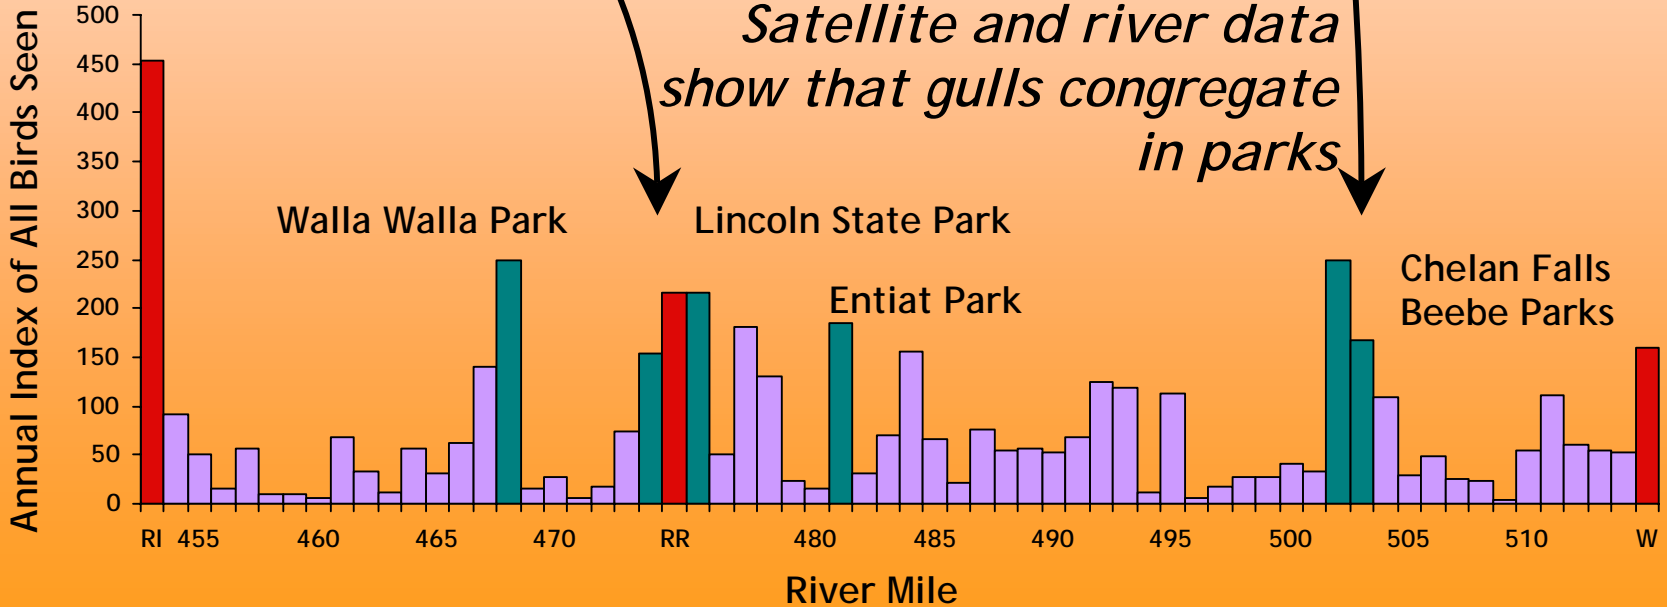 Satellite and river data
show that gulls congregate
in parks
Annual Index of All Birds Seen
500
450
400
350
300
250
200
150
100
50
0
Walla Walla Park
Lincoln State Park
Entiat Park
Chelan Falls
Beebe Parks
RI 455 460 465 470 RR 480 485 490 495 500 505 510 W
River Mile